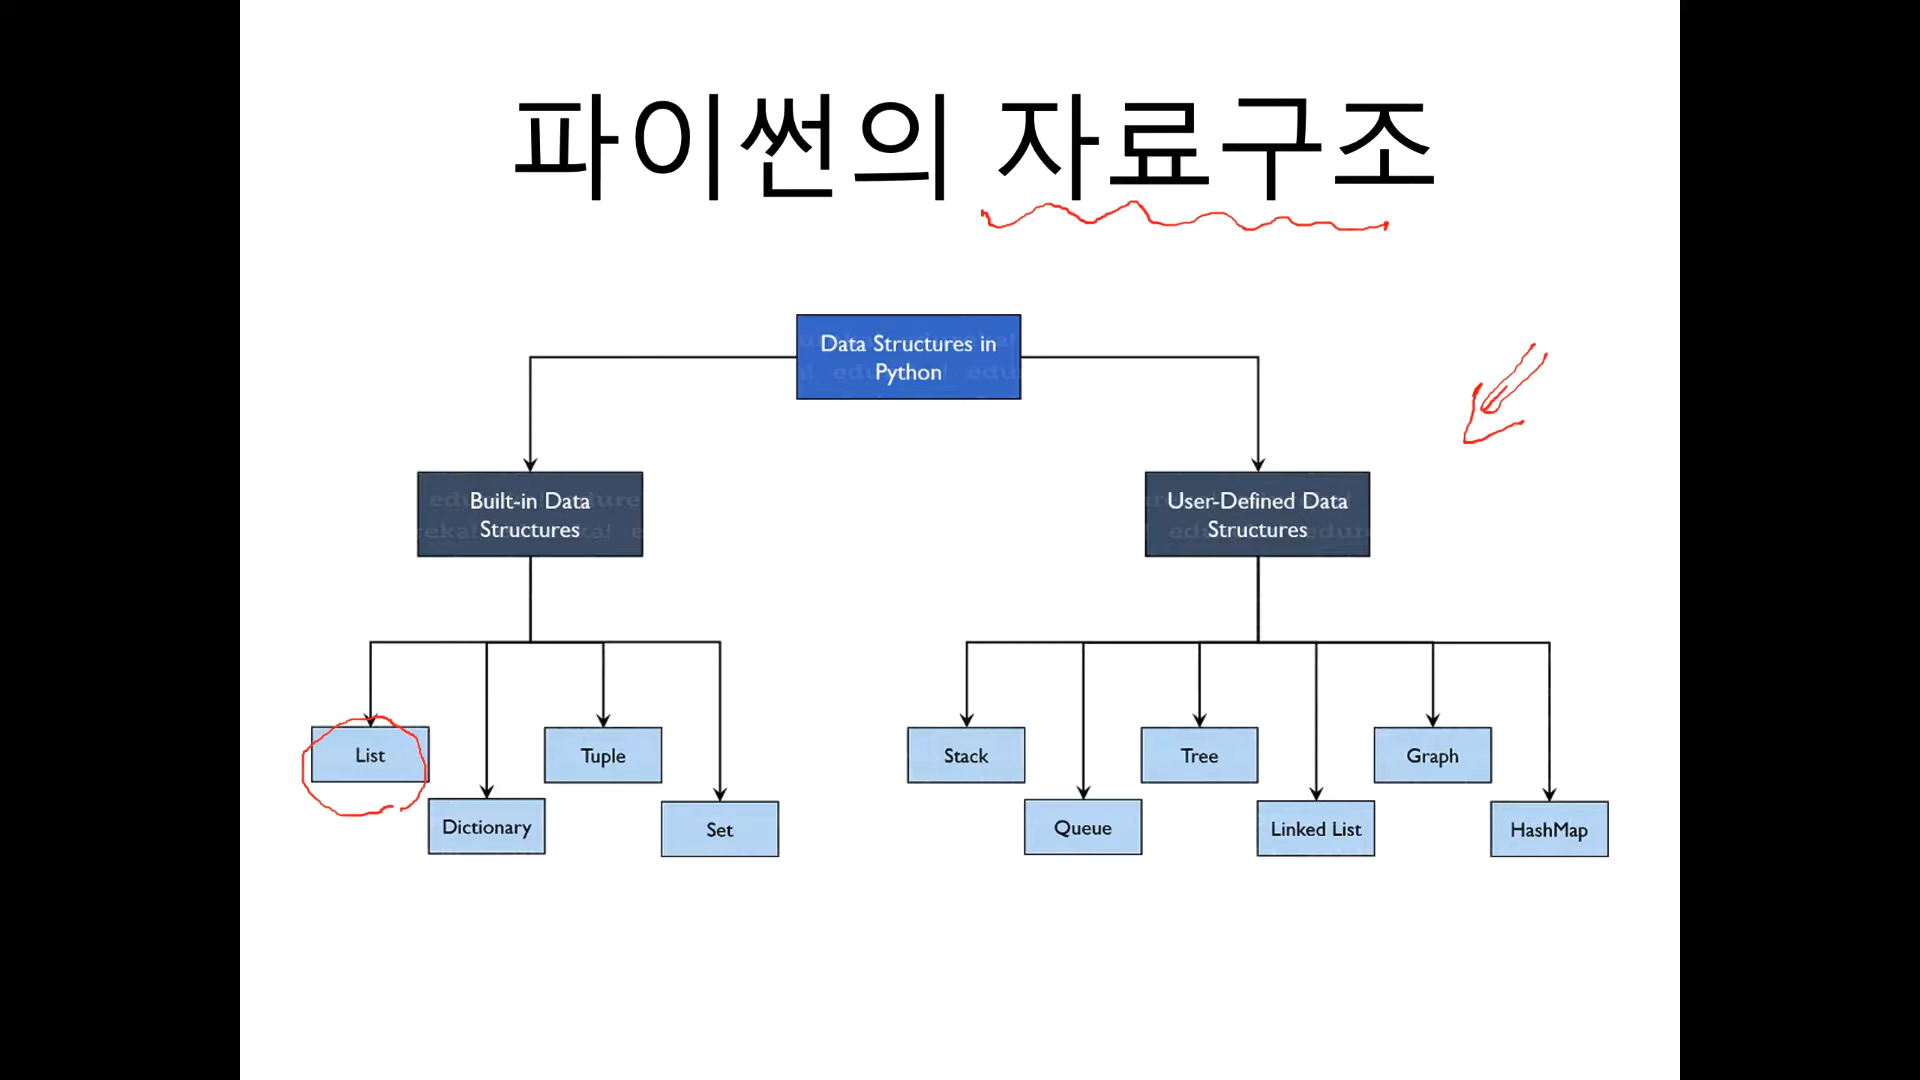 파이썬의 자료구조
Data Structures in
Python
Built-in Data
Structures
User-Defined Data
Structures
List
Tuple
Stack
Tree
Graph
Dictionary
Set
Queue
Linked List
HashMap